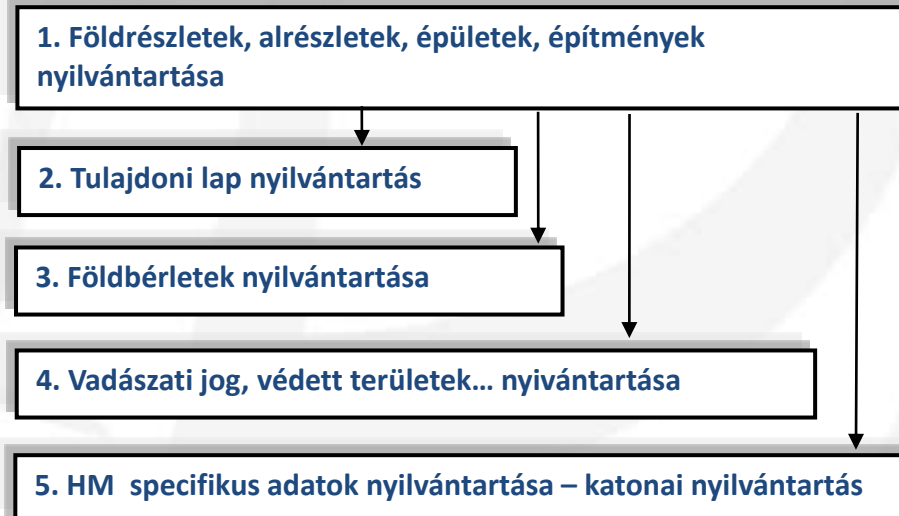 1. Földrészletek, alrészletek, épületek, építmények
nyilvántartása
2. Tulajdoni lap nyilvántartás
3. Földbérletek nyilvántartása
4. Vadászati jog, védett területek… nyivántartása
5. HM  specifikus adatok nyilvántartása – katonai nyilvántartás